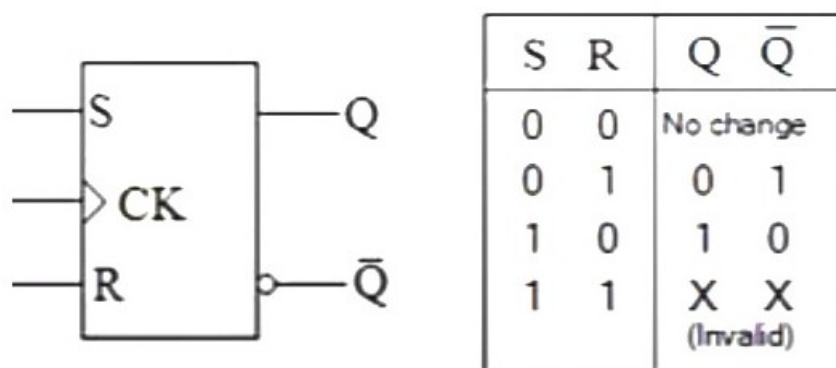 S
Q
CK
R
Q̅
S R Q Q̅
0 0 No change
0 1 0 1
1 0 1 0
1 1 X X
(Invalid)